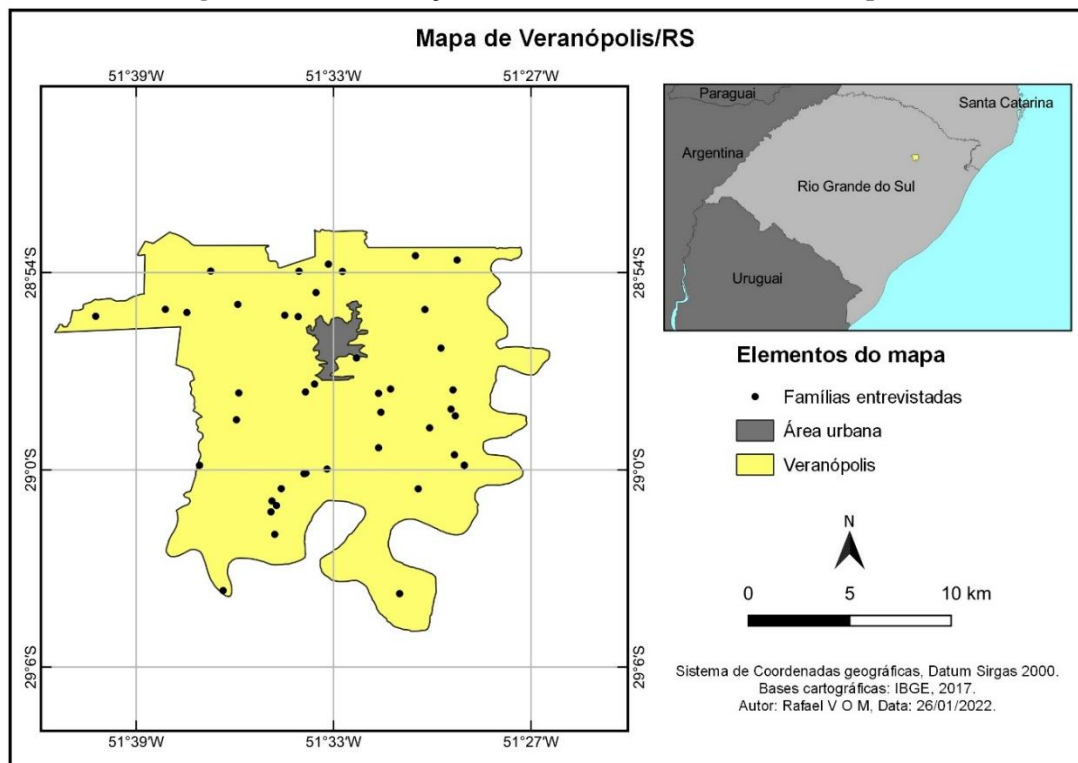 Mapa de Veranópolis/RS
51°39'W
51°33'W
51°27'W
28°54'S
29°0'S
29°6'S
28°54'S
29°0'S
29°6'S
51°39'W
51°33'W
51°27'W
Paraguai
Santa Catarina
Argentina
Rio Grande do Sul
Uruguai
Elementos do mapa
Famílias entrevistadas
Área urbana
Veranópolis
N
0 5 10 km
Sistema de Coordenadas geográficas, Datum Sirgas 2000.
Bases cartográficas: IBGE, 2017.
Autor: Rafael V O M, Data: 26/01/2022.